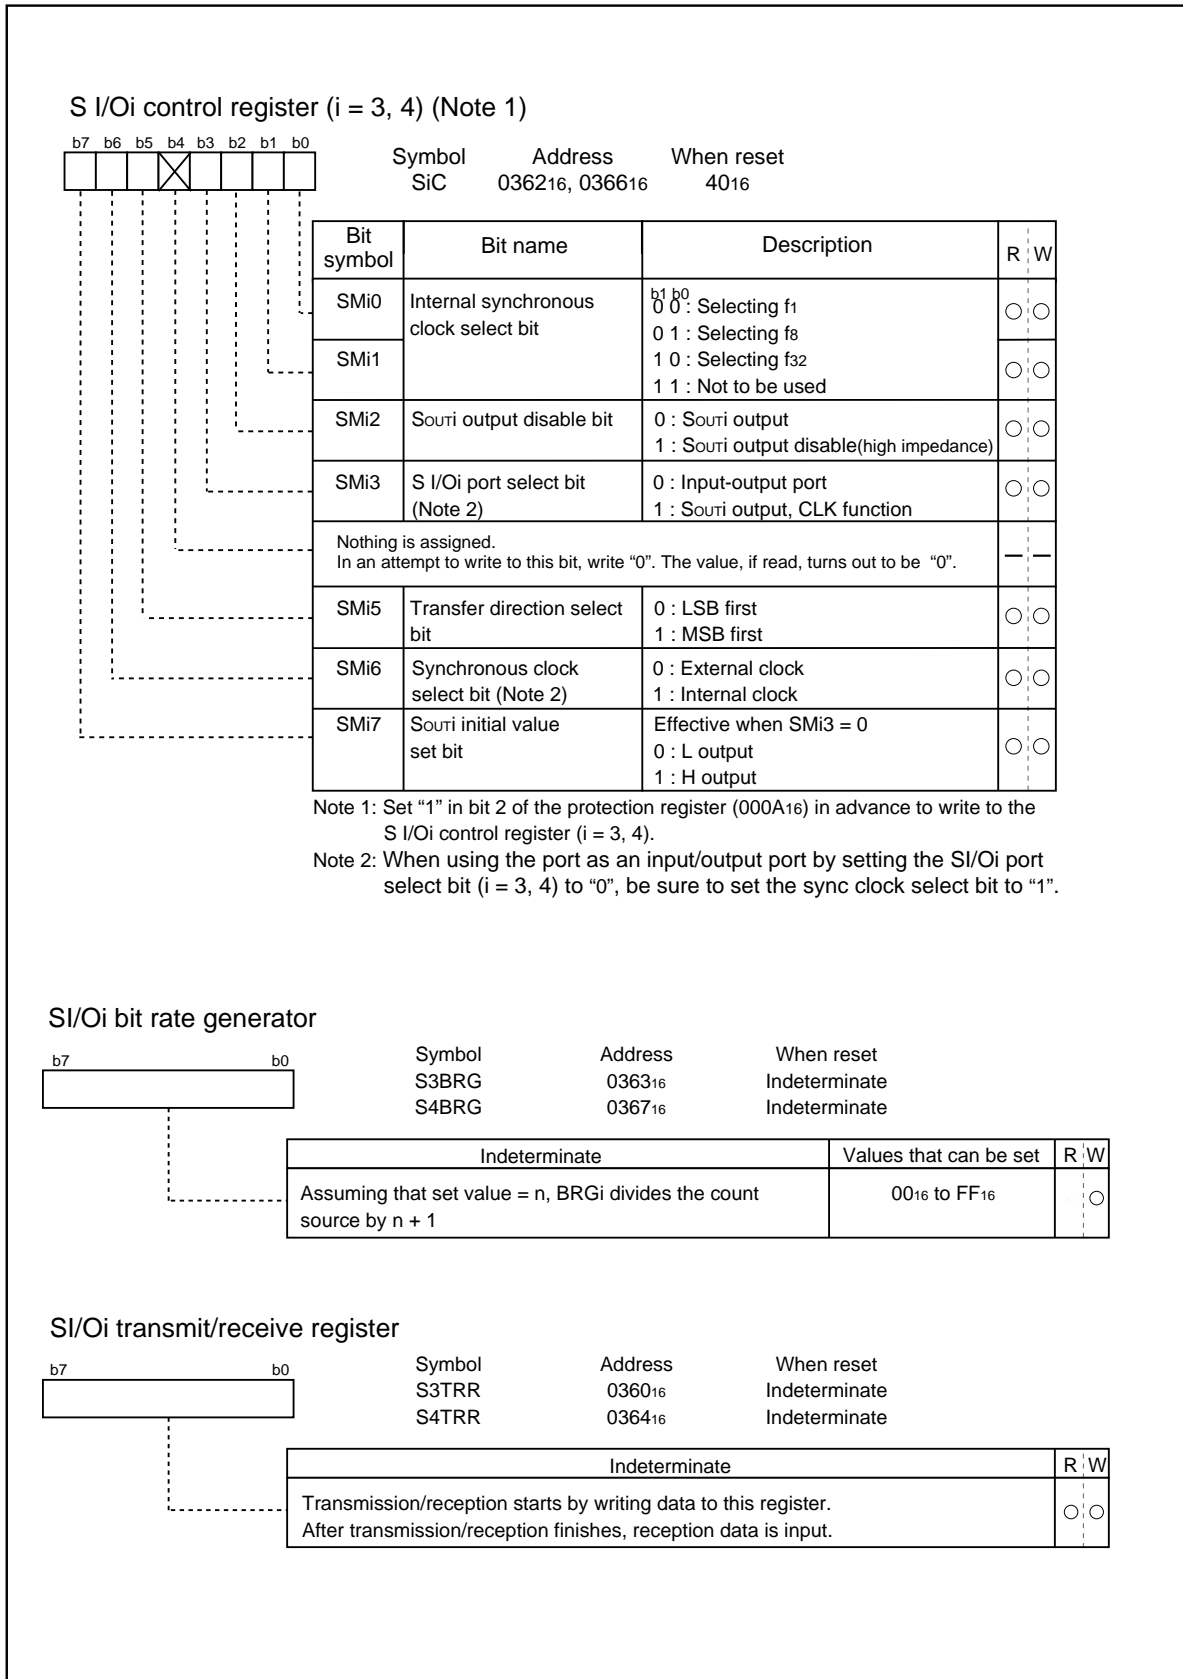 S I/Oi control register (i = 3, 4) (Note 1)
b7 b6 b5 b4 b3 b2 b1 b0
Symbol Address When reset
SiC 036216, 036616 4016
Bit symbol Bit name Description R W
SMi0 Internal synchronous clock select bit b1 b0
0 0 : Selecting f1
0 1 : Selecting f8
SMi1 1 0 : Selecting f32
1 1 : Not to be used
SMi2 SOUTi output disable bit 0 : SOUTi output
1 : SOUTi output disable(high impedance)
SMi3 S I/Oi port select bit 0 : Input-output port
(Note 2) 1 : SOUTi output, CLK function
Nothing is assigned.
In an attempt to write to this bit, write “0”. The value, if read, turns out to be “0”.
SMi5 Transfer direction select 0 : LSB first
bit 1 : MSB first
SMi6 Synchronous clock 0 : External clock
select bit (Note 2) 1 : Internal clock
SMi7 SOUTi initial value Effective when SMi3 = 0
set bit 0 : L output
1 : H output
Note 1: Set “1” in bit 2 of the protection register (000A16) in advance to write to the
S I/Oi control register (i = 3, 4).
Note 2: When using the port as an input/output port by setting the SI/Oi port
select bit (i = 3, 4) to “0”, be sure to set the sync clock select bit to “1”.
SI/Oi bit rate generator
b7 b0
Symbol Address When reset
S3BRG 036316 Indeterminate
S4BRG 036716 Indeterminate
Indeterminate Values that can be set R W
Assuming that set value = n, BRGi divides the count 0016 to FF16
source by n + 1
SI/Oi transmit/receive register
b7 b0
Symbol Address When reset
S3TRR 036016 Indeterminate
S4TRR 036416 Indeterminate
Indeterminate R W
Transmission/reception starts by writing data to this register.
After transmission/reception finishes, reception data is input.